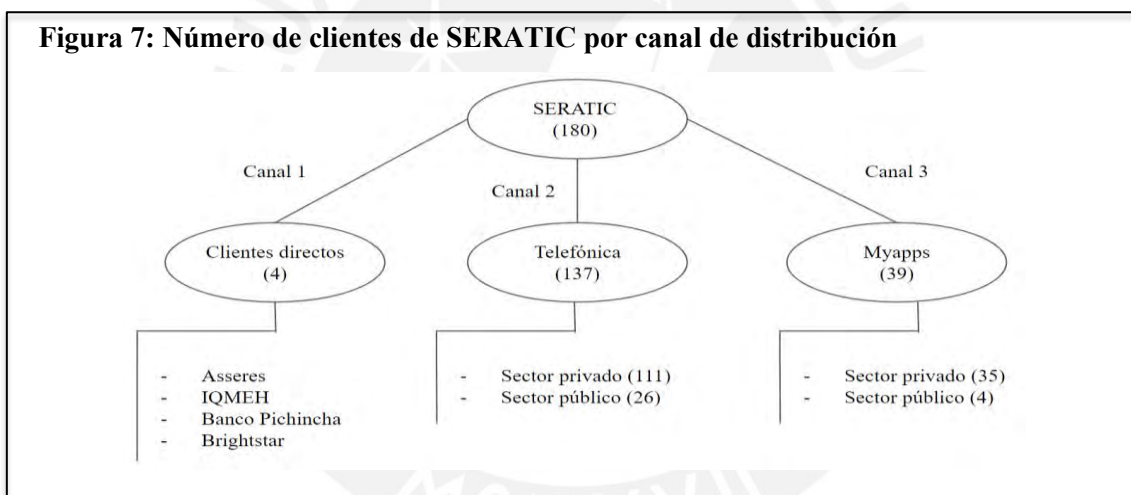 Figura 7: Número de clientes de SERATIC por canal de distribución
SERATIC
(180)
Canal 1
Canal 2
Canal 3
Clientes directos
(4)
Telefónica
(137)
Myapps
(39)
- Asseres
- IQMEH
- Banco Pichincha
- Brightstar
- Sector privado (111)
- Sector público (26)
- Sector privado (35)
- Sector público (4)